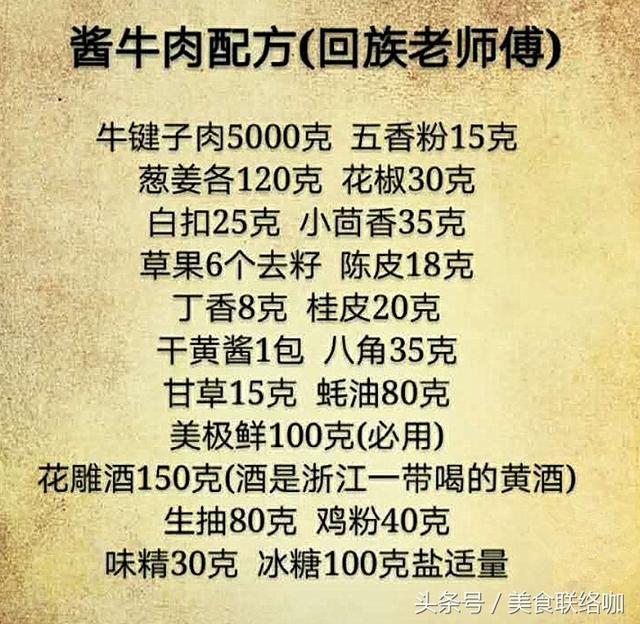 酱牛肉配方(回族老师傅)
牛键子肉5000克 五香粉15克
葱姜各120克 花椒30克
白扣25克 小茴香35克
草果6个去籽 陈皮18克
丁香8克 桂皮20克
干黄酱1包 八角35克
甘草15克 蚝油80克
美极鲜100克(必用)
花雕酒150克(酒是浙江一带喝的黄酒)
生抽80克 鸡粉40克
味精30克 冰糖100克盐适量
头条号 / 美食联络咖